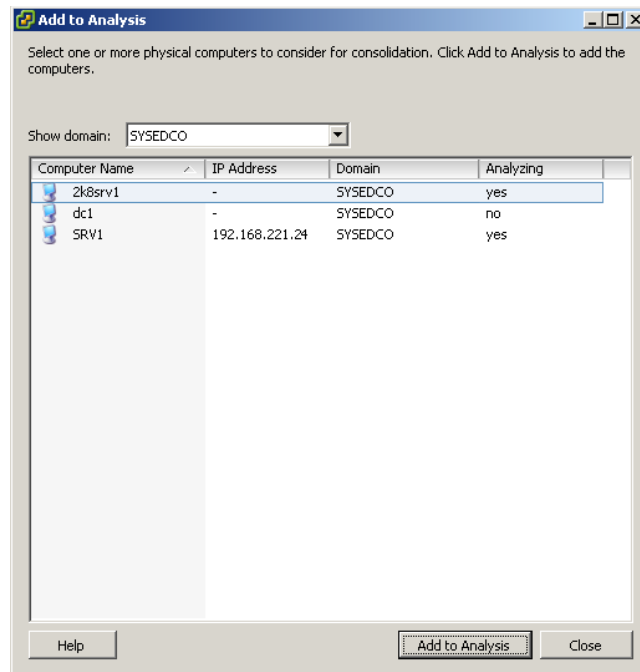 Add to Analysis
Select one or more physical computers to consider for consolidation. Click Add to Analysis to add the
computers.
Show domain: SYSEDCO
Computer Name IP Address Domain Analyzing
2k8srv1 - SYSEDCO yes
dc1 - SYSEDCO no
SRV1 192.168.221.24 SYSEDCO yes
Help Add to Analysis Close